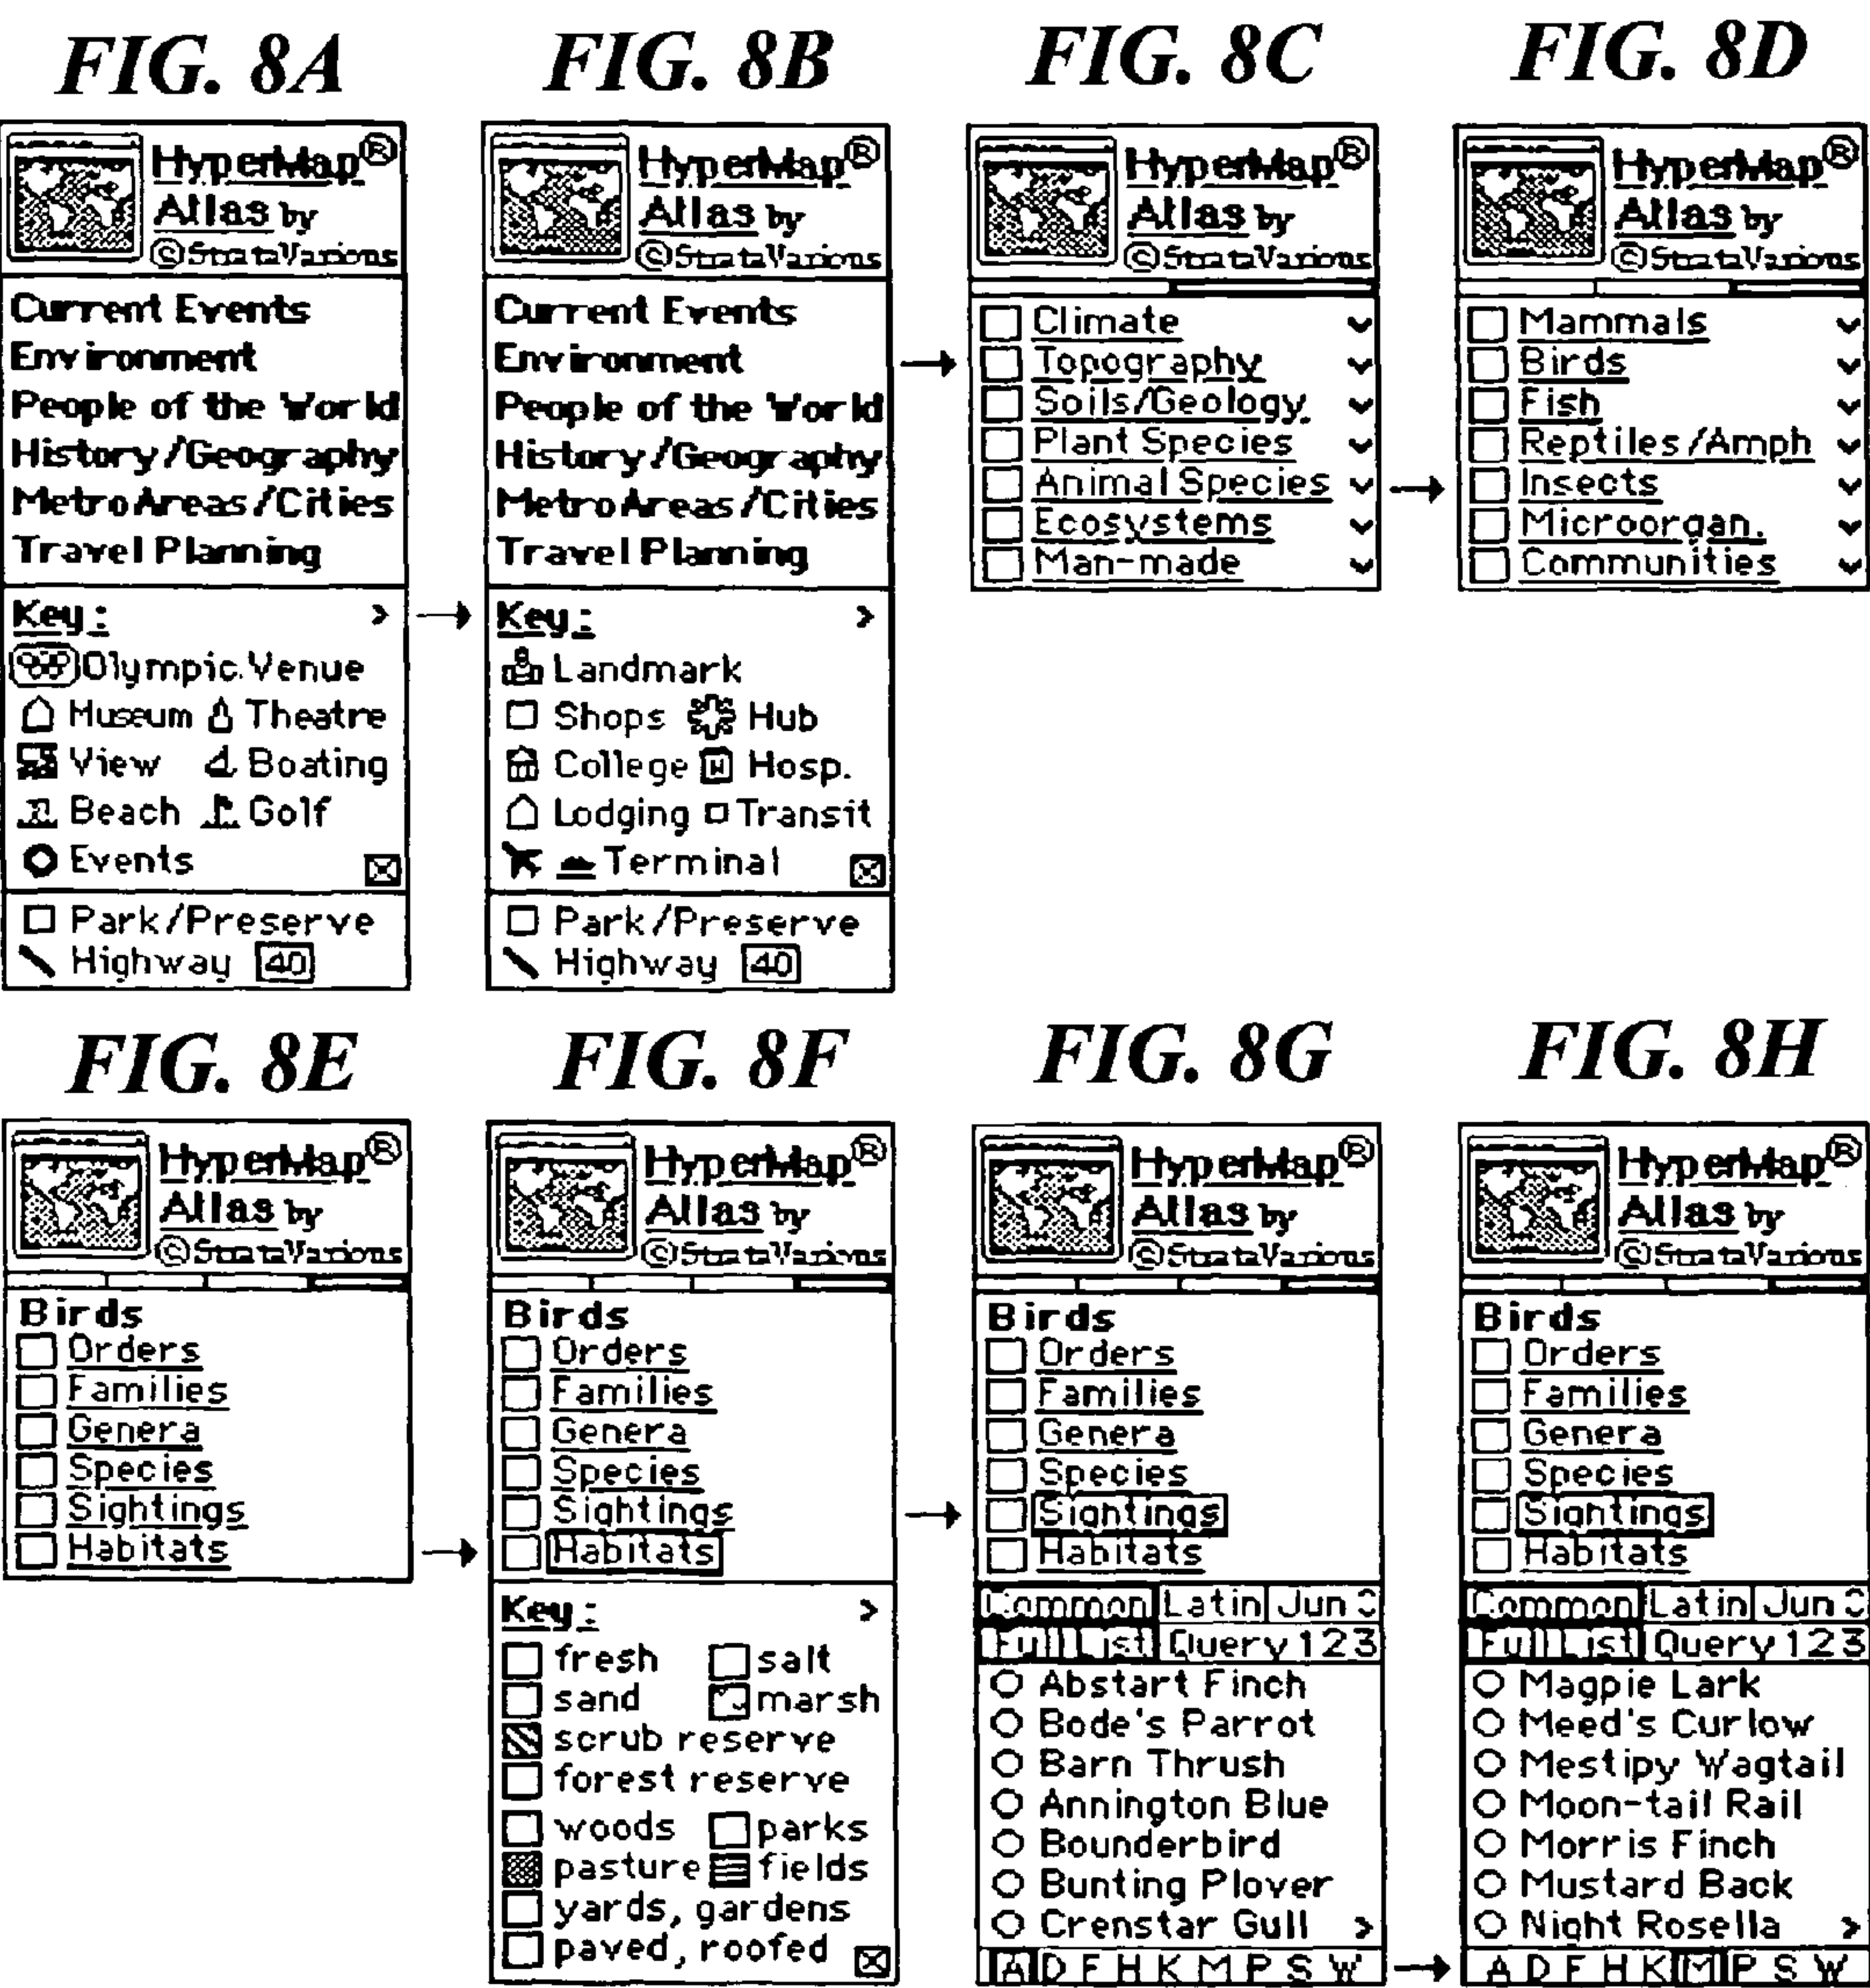 FIG. 8A
HyperMap®
Atlas by
©StrataVarious
Current Events
Environment
People of the World
History/Geography
Metro Areas/Cities
Travel Planning
Key: >
Olympic Venue
Museum Theatre
View Boating
Beach Golf
Events
Park/Preserve
Highway 40
FIG. 8B
HyperMap®
Atlas by
©StrataVarious
Current Events
Environment
People of the World
History/Geography
Metro Areas/Cities
Travel Planning
Key: >
Landmark
Shops Hub
College H Hosp.
Lodging Transit
Terminal
Park/Preserve
Highway 40
FIG. 8C
HyperMap®
Atlas by
©StrataVarious
Climate
Topography
Soils/Geology
Plant Species
Animal Species
Ecosystems
Man-made
FIG. 8D
HyperMap®
Atlas by
©StrataVarious
Mammals
Birds
Fish
Reptiles/Amph
Insects
Microorgan.
Communities
FIG. 8E
HyperMap®
Atlas by
©StrataVarious
Birds
Orders
Families
Genera
Species
Sightings
Habitats
FIG. 8F
HyperMap®
Atlas by
©StrataVarious
Birds
Orders
Families
Genera
Species
Sightings
Habitats
Key: >
fresh salt
sand marsh
scrub reserve
forest reserve
woods parks
pasture fields
yards, gardens
paved, roofed
FIG. 8G
HyperMap®
Atlas by
©StrataVarious
Birds
Orders
Families
Genera
Species
Sightings
Habitats
Common Latin Jun
Full List Query 1 2 3
Abstart Finch
Bode's Parrot
Barn Thrush
Annington Blue
Bounderbird
Bunting Plover
Crenstar Gull >
A D F H K M P S W
FIG. 8H
HyperMap®
Atlas by
©StrataVarious
Birds
Orders
Families
Genera
Species
Sightings
Habitats
Common Latin Jun
Full List Query 1 2 3
Magpie Lark
Meed's Curlow
Mestipy Wagtail
Moon-tail Rail
Morris Finch
Mustard Back
Night Rosella >
A D F H K M P S W